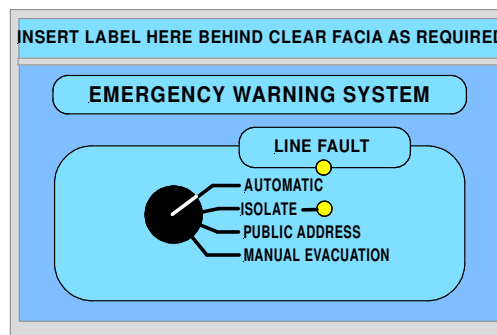 INSERT LABEL HERE BEHIND CLEAR FACIA AS REQUIRED
EMERGENCY WARNING SYSTEM
LINE FAULT
AUTOMATIC
ISOLATE
PUBLIC ADDRESS
MANUAL EVACUATION